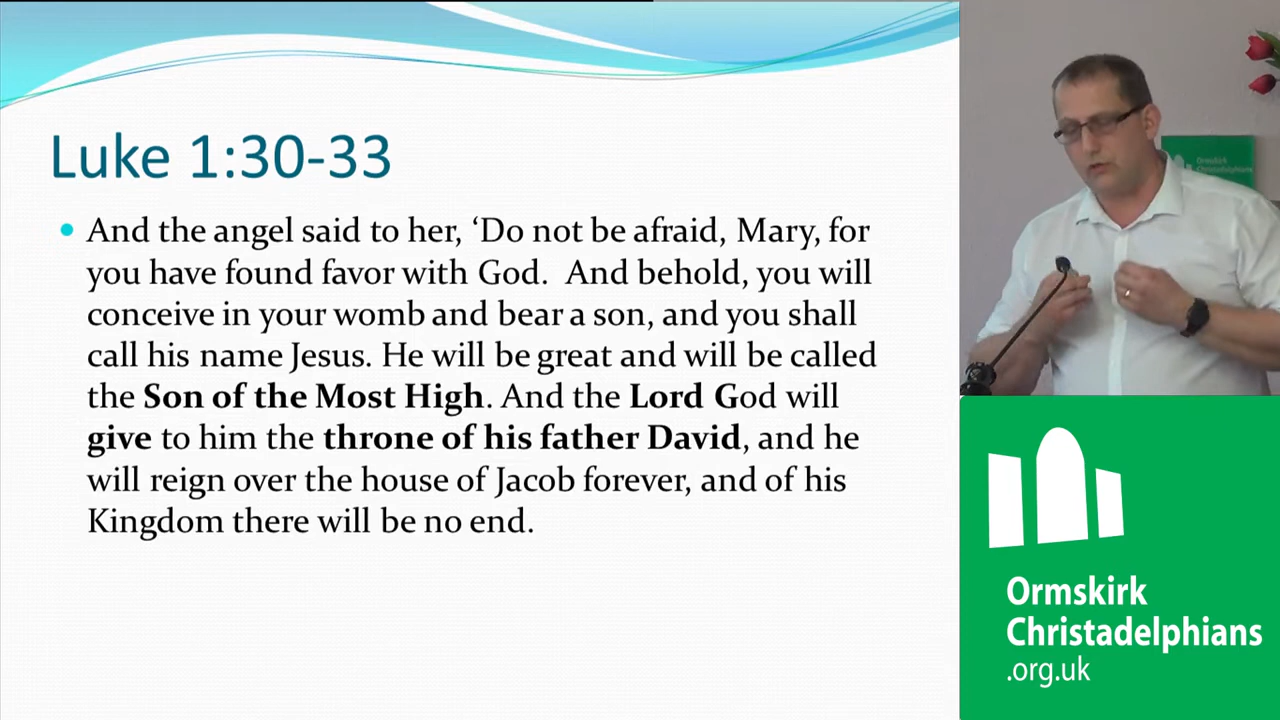 Luke 1:30-33
And the angel said to her, ‘Do not be afraid, Mary, for
you have found favor with God.  And behold, you will
conceive in your womb and bear a son, and you shall
call his name Jesus. He will be great and will be called
the Son of the Most High. And the Lord God will
give to him the throne of his father David, and he
will reign over the house of Jacob forever, and of his
Kingdom there will be no end.
Ormskirk
Christadelphians
Ormskirk
Christadelphians
.org.uk